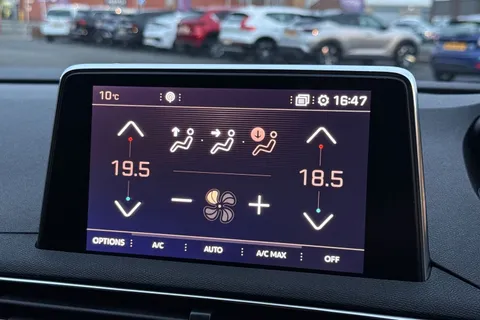 10°C 16:47
19.5 18.5
OPTIONS A/C AUTO A/C MAX OFF